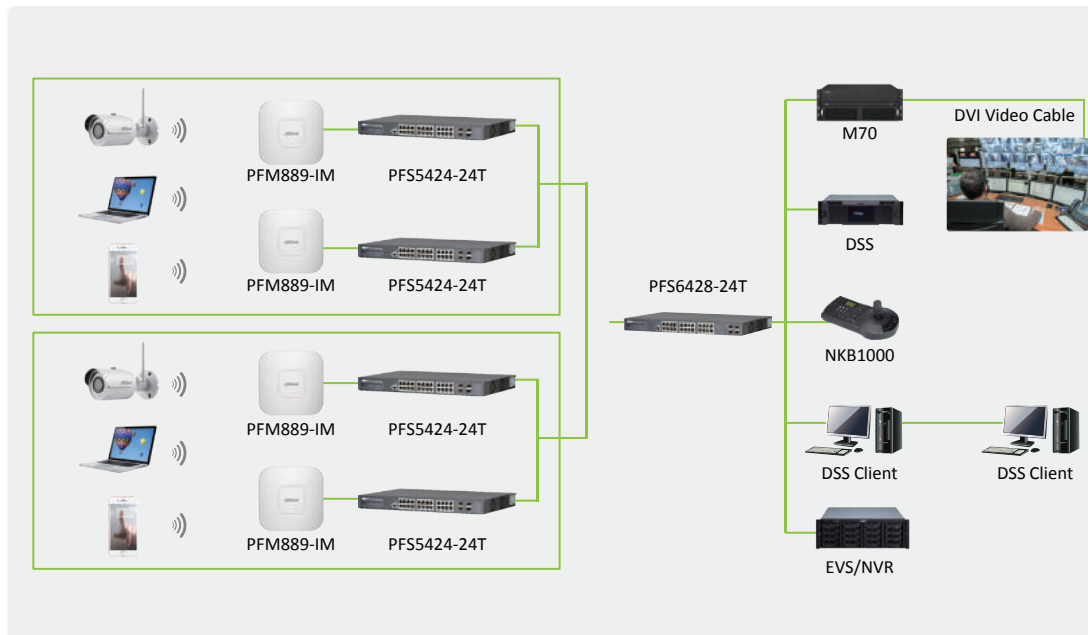 PFM889-IM
PFS5424-24T
PFM889-IM
PFS5424-24T
PFM889-IM
PFS5424-24T
PFM889-IM
PFS5424-24T
PFS6428-24T
M70
DVI Video Cable
DSS
NKB1000
DSS Client
DSS Client
EVS/NVR